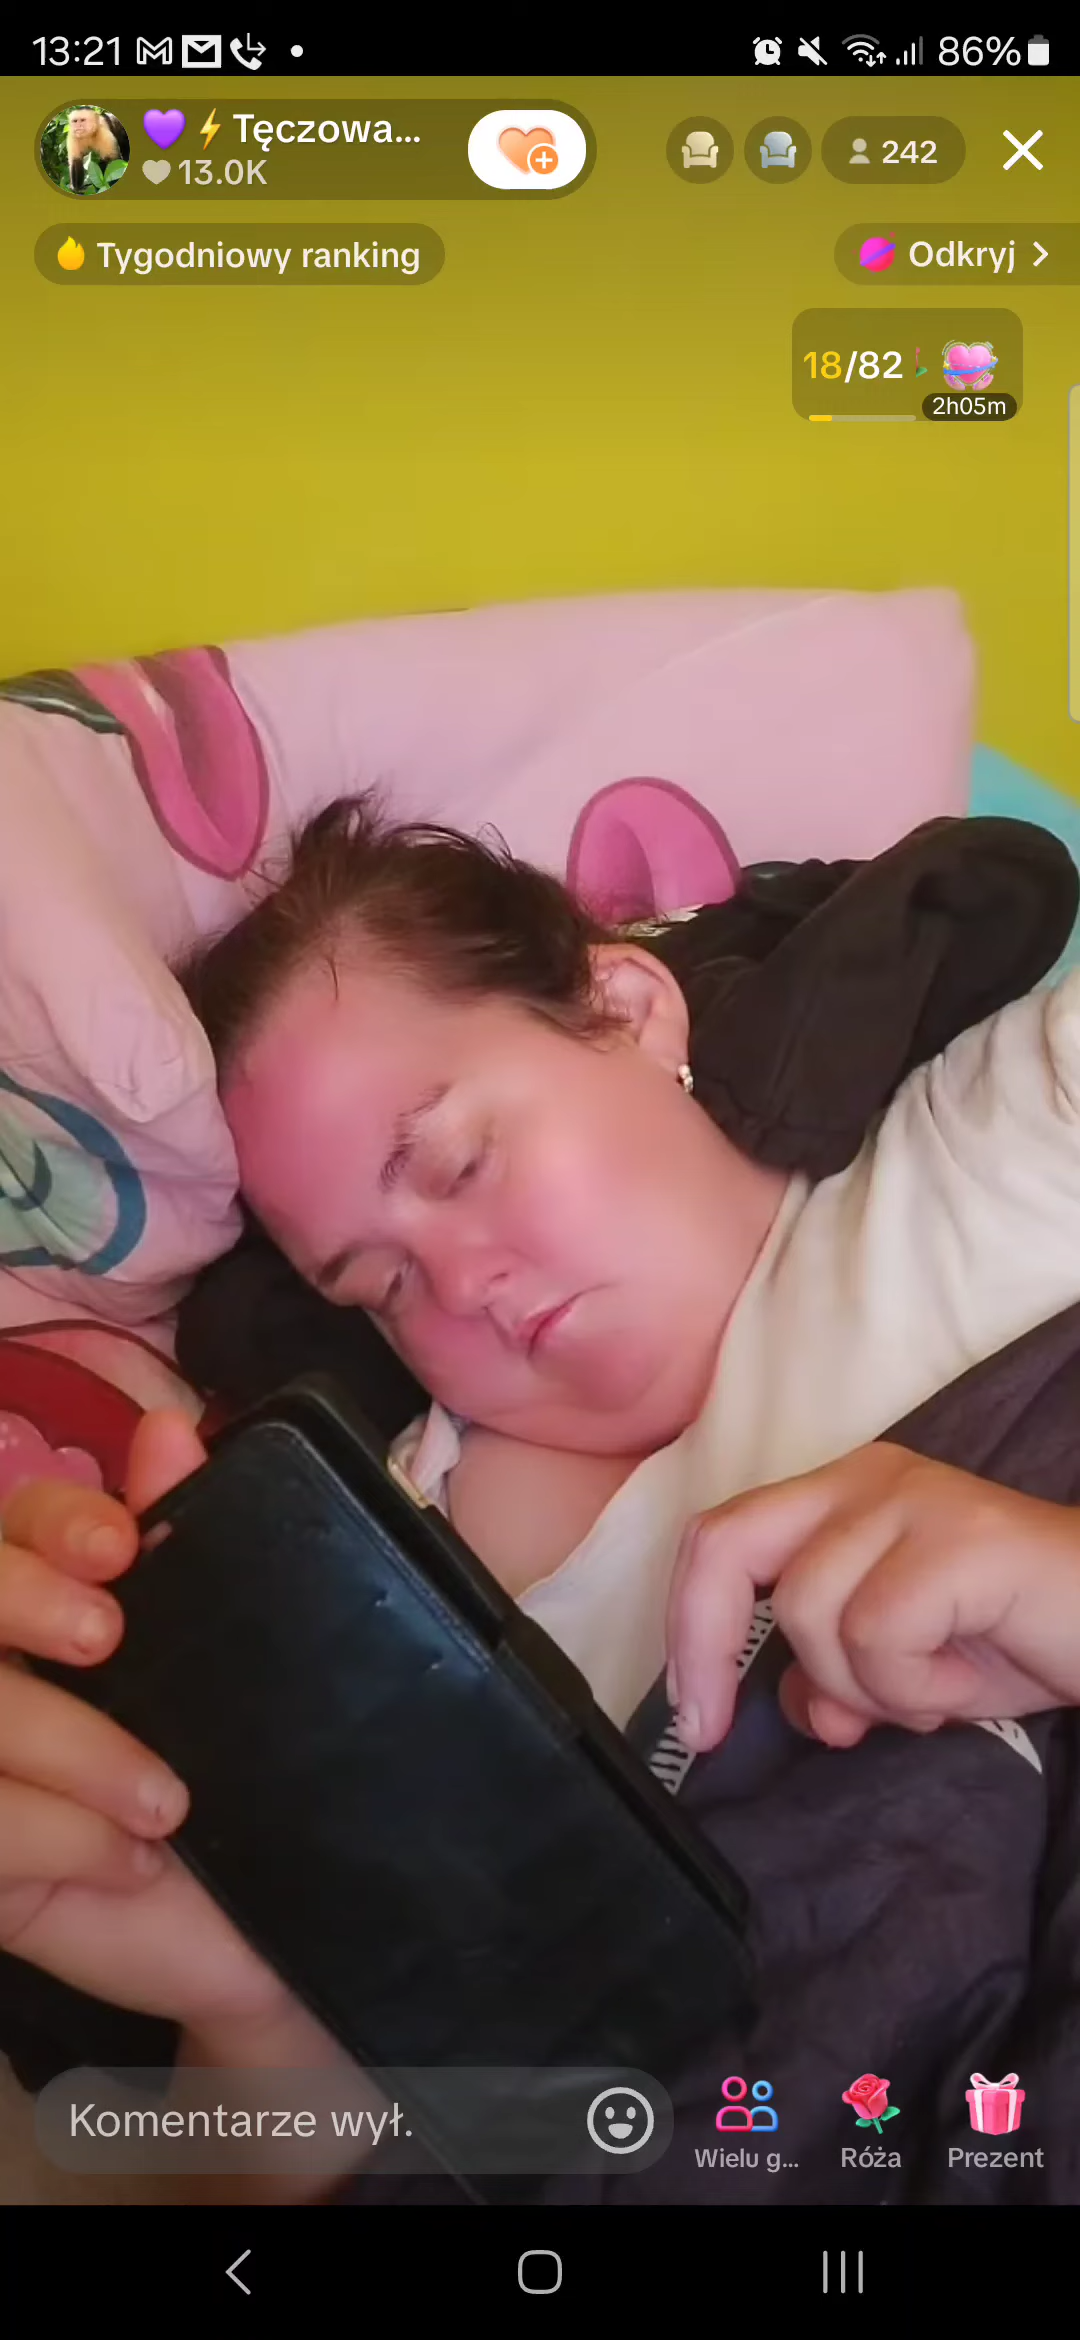 13:21 86%
💜⚡Tęczowa...
13.0K
242
Tygodniowy ranking
Odkryj
18/82
2h05m
Komentarze wył.
Wielu g...
Róża
Prezent